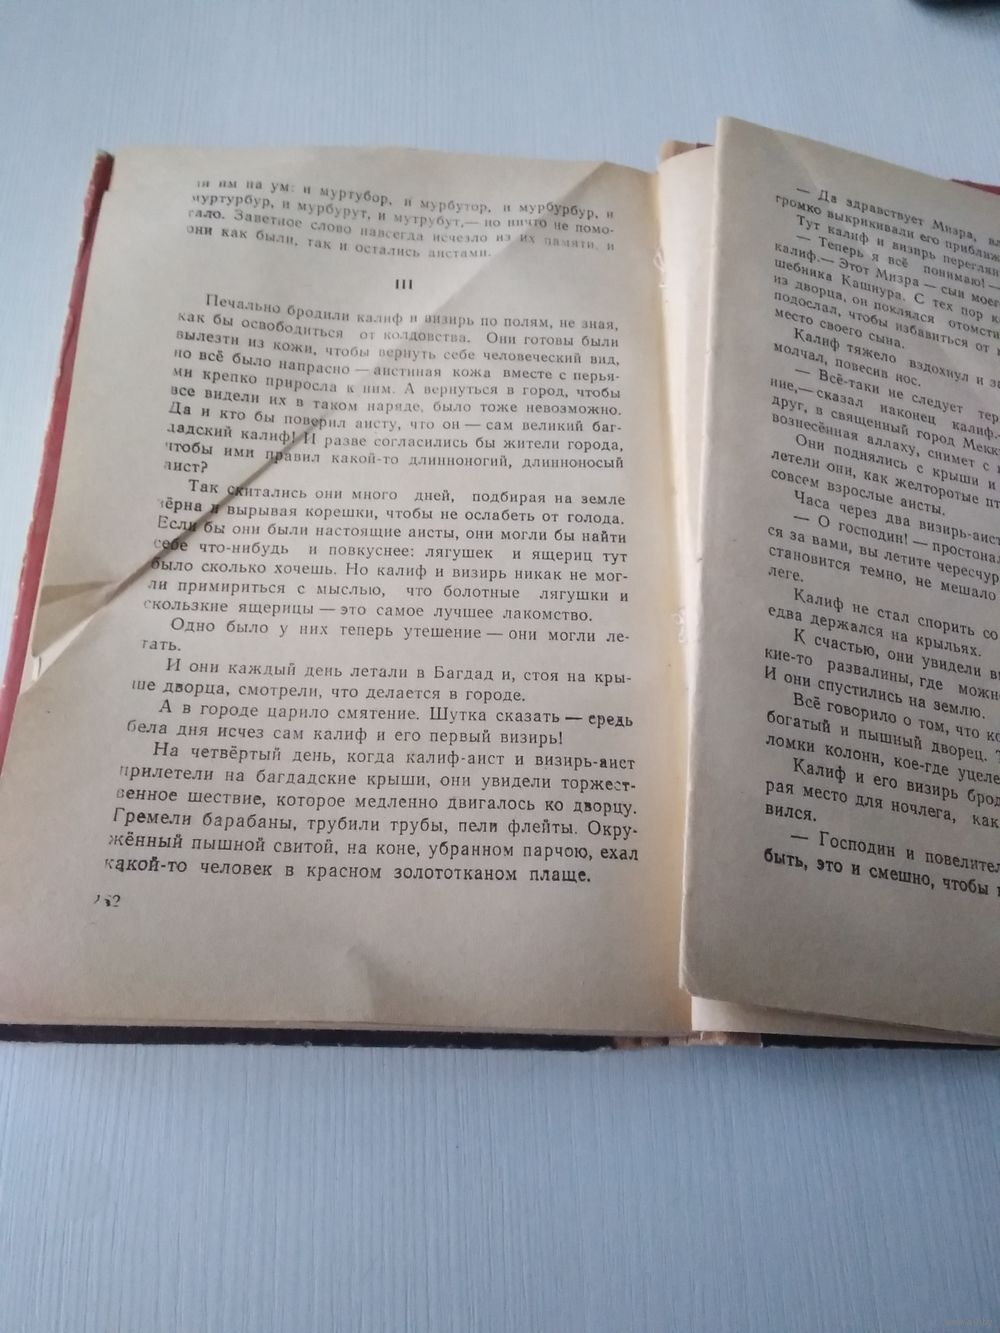 им на ум: и муртубор, и мурбутор, и мурбурбур, и
муртурбур, и мурбурут, и мутрубут,— но ничто не помо-
гало. Заветное слово навсегда исчезло из их памяти, и
они как были, так и остались аистами.
III
Печально бродили калиф и визирь по полям, не зная,
как бы освободиться от колдовства. Они готовы были
вылезти из кожи, чтобы вернуть себе человеческий вид,
но всё было напрасно — аистиная кожа вместе с перья-
ми крепко приросла к ним. А вернуться в город, чтобы
все видели их в таком наряде, было тоже невозможно.
Да и кто бы поверил аисту, что он — сам великий баг-
дадский калиф! И разве согласились бы жители города,
чтобы ими правил какой-то длинноногий, длинноносый
аист?
Так скитались они много дней, подбирая на земле
зёрна и вырывая корешки, чтобы не ослабеть от голода.
Если бы они были настоящие аисты, они могли бы найти
себе что-нибудь и повкуснее: лягушек и ящериц тут
было сколько хочешь. Но калиф и визирь никак не мог-
ли примириться с мыслью, что болотные лягушки и
скользкие ящерицы — это самое лучшее лакомство.
Одно было у них теперь утешение — они могли ле-
тать.
И они каждый день летали в Багдад и, стоя на кры-
ше дворца, смотрели, что делается в городе.
А в городе царило смятение. Шутка сказать — средь
бела дня исчез сам калиф и его первый визирь!
На четвёртый день, когда калиф-аист и визирь-аист
прилетели на багдадские крыши, они увидели торжест-
венное шествие, которое медленно двигалось ко дворцу.
Гремели барабаны, трубили трубы, пели флейты. Окру-
жённый пышной свитой, на коне, убранном парчою, ехал
какой-то человек в красном золототканом плаще.
— Да здравствует Мизра,
громко выкрикивали его
Тут калиф и визирь
— Теперь я всё понимаю! —
калиф.— Этот Мизра — сын
шебника Кашнура. С тех пор
из дворца, он поклялся
подослал, чтобы избавиться от
место своего сына.
Калиф тяжело вздохнул и
молчал, повесив нос.
— Всё-таки не следует
ние,— сказал наконец калиф.—
друг, в священный город
вознесённая аллаху, снимет с
Они поднялись с крыши и
летели они, как желторотые
совсем взрослые аисты.
Часа через два
— О господин! —
ся за вами, вы летите
становится темно, не мешало
леге.
Калиф не стал спорить со
едва держался на крыльях.
К счастью, они увидели
кие-то развалины, где
И они спустились на землю.
Всё говорило о том, что
богатый и пышный дворец.
ломки колонн, кое-где
Калиф и его визирь
рая место для ночлега, как
вился.
— Господин и
быть, это и смешно, чтобы